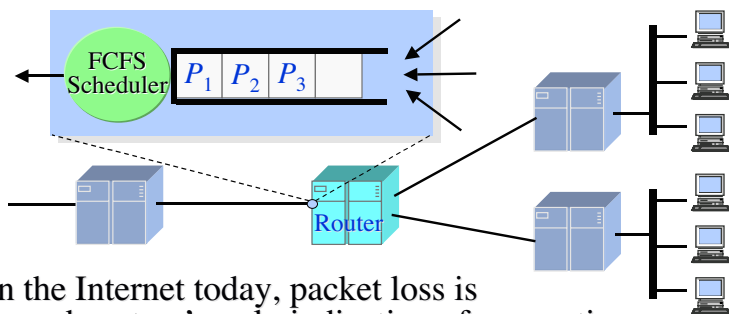 FCFS
Scheduler
P1 P2 P3
Router
n the Internet today, packet loss is